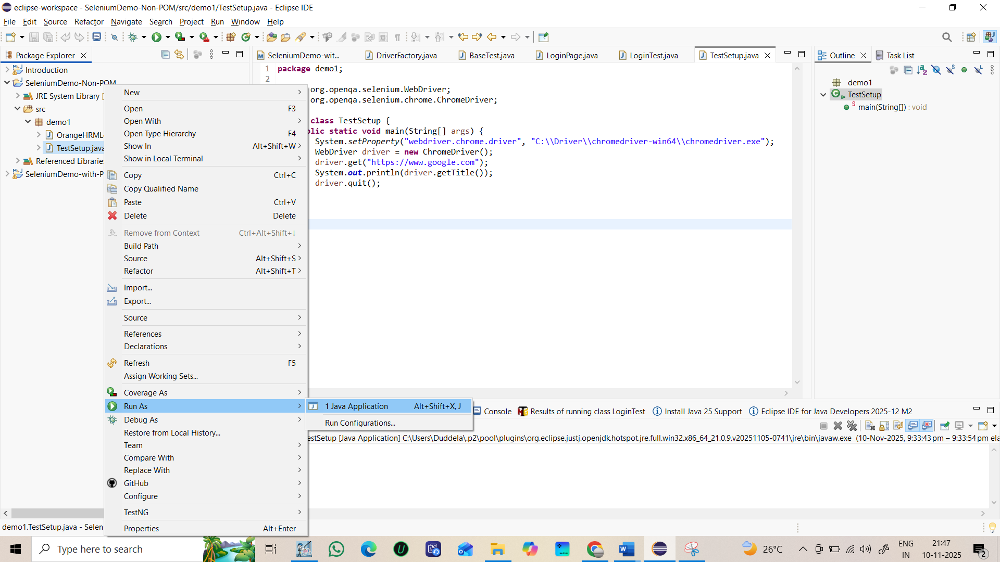 eclipse-workspace - SeleniumDemo-Non-POM/src/demo1/TestSetup.java - Eclipse IDE
File Edit Source Refactor Navigate Search Project Run Window Help
Package Explorer
SeleniumDemo-wit... DriverFactory.java BaseTest.java LoginPage.java LoginTest.java TestSetup.java
Outline Task List
Introduction
SeleniumDemo-Non-POM
JRE System Library [
src
demo1
OrangeHRML
TestSetup.java
Referenced Librarie
SeleniumDemo-with-P
1 package demo1;
2
org.openqa.selenium.WebDriver;
org.openqa.selenium.chrome.ChromeDriver;
class TestSetup {
blic static void main(String[] args) {
System.setProperty("webdriver.chrome.driver", "C:\\Driver\\chromedriver-win64\\chromedriver.exe");
WebDriver driver = new ChromeDriver();
driver.get("https://www.google.com");
System.out.println(driver.getTitle());
driver.quit();
demo1
TestSetup
main(String[]) : void
New
Open F3
Open With
Open Type Hierarchy F4
Show In Alt+Shift+W
Show in Local Terminal
Copy Ctrl+C
Copy Qualified Name
Paste Ctrl+V
Delete Delete
Remove from Context Ctrl+Alt+Shift+↓
Build Path
Source Alt+Shift+S
Refactor Alt+Shift+T
Import...
Export...
Source
References
Declarations
Refresh F5
Assign Working Sets...
Coverage As
Run As
Debug As
Restore from Local History...
Team
Compare With
Replace With
GitHub
Configure
TestNG
Properties Alt+Enter
1 Java Application Alt+Shift+X, J
Run Configurations...
Console Results of running class LoginTest Install Java 25 Support Eclipse IDE for Java Developers 2025-12 M2
estSetup [Java Application] C:\Users\Duddela\.p2\pool\plugins\org.eclipse.justj.openjdk.hotspot.jre.full.win32.x86_64_21.0.9.v20251105-0741\jre\bin\javaw.exe (10-Nov-2025, 9:33:43 pm – 9:33:54 pm ela
demo1.TestSetup.java - Selen
Type here to search
26°C
ENG
IN
21:47
10-11-2025
2